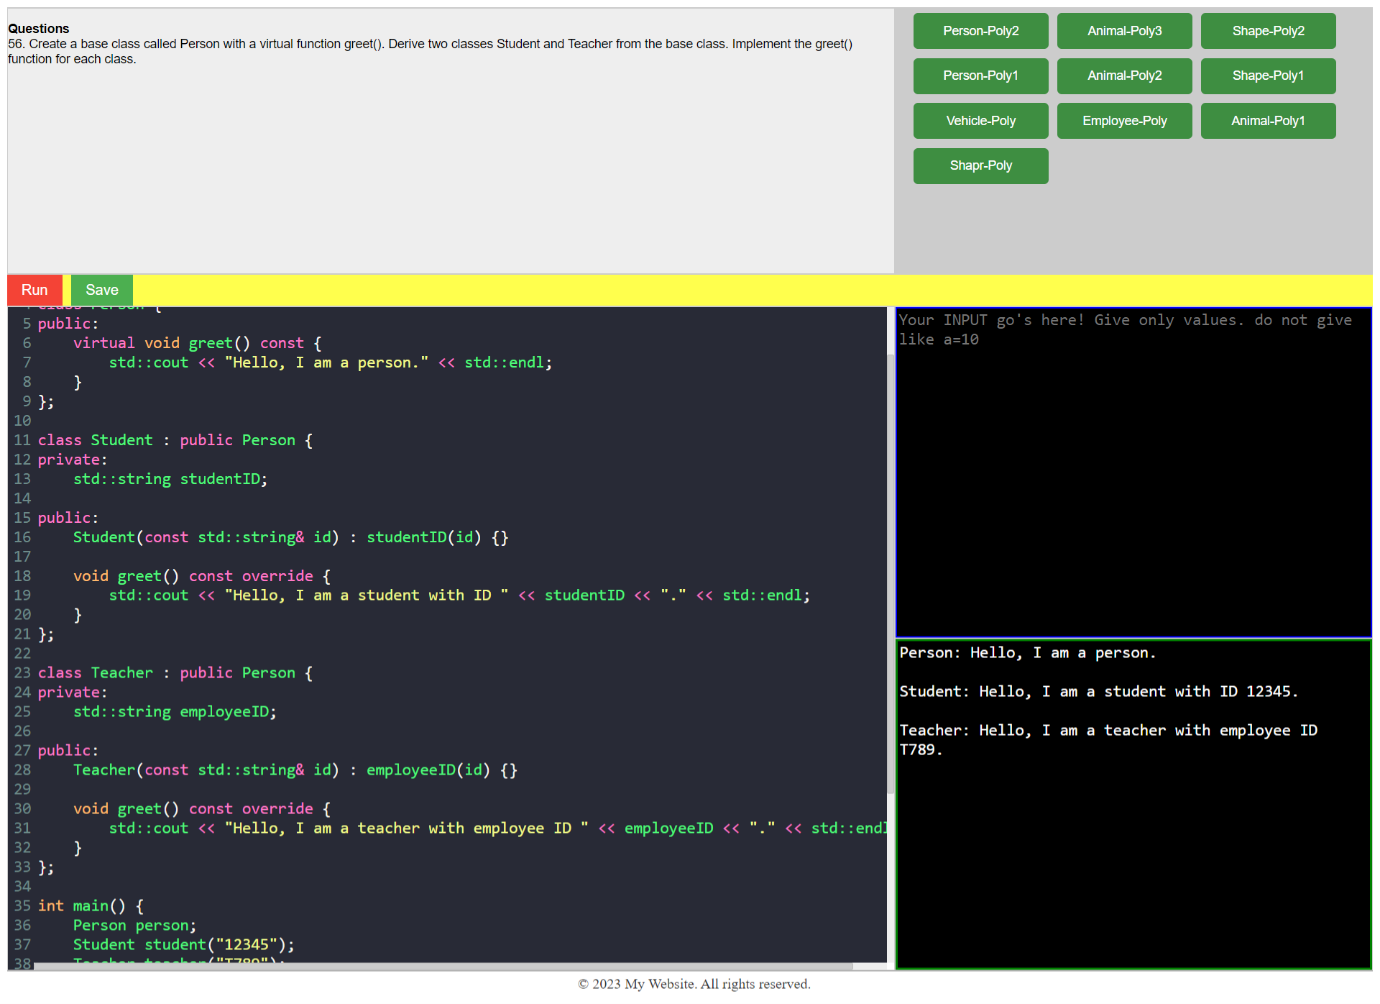 Questions
56. Create a base class called Person with a virtual function greet(). Derive two classes Student and Teacher from the base class. Implement the greet()
function for each class.
Person-Poly2
Animal-Poly3
Shape-Poly2
Person-Poly1
Animal-Poly2
Shape-Poly1
Vehicle-Poly
Employee-Poly
Animal-Poly1
Shapr-Poly
Run
Save
4 class Person {
5 public:
6     virtual void greet() const {
7         std::cout << "Hello, I am a person." << std::endl;
8     }
9 };
10
11 class Student : public Person {
12 private:
13     std::string studentID;
14
15 public:
16     Student(const std::string& id) : studentID(id) {}
17
18     void greet() const override {
19         std::cout << "Hello, I am a student with ID " << studentID << "." << std::endl;
20     }
21 };
22
23 class Teacher : public Person {
24 private:
25     std::string employeeID;
26
27 public:
28     Teacher(const std::string& id) : employeeID(id) {}
29
30     void greet() const override {
31         std::cout << "Hello, I am a teacher with employee ID " << employeeID << "." << std::endl
32     }
33 };
34
35 int main() {
36     Person person;
37     Student student("12345");
38     Teacher teacher("T789");
Your INPUT go's here! Give only values. do not give
like a=10
Person: Hello, I am a person.
Student: Hello, I am a student with ID 12345.
Teacher: Hello, I am a teacher with employee ID
T789.
© 2023 My Website. All rights reserved.